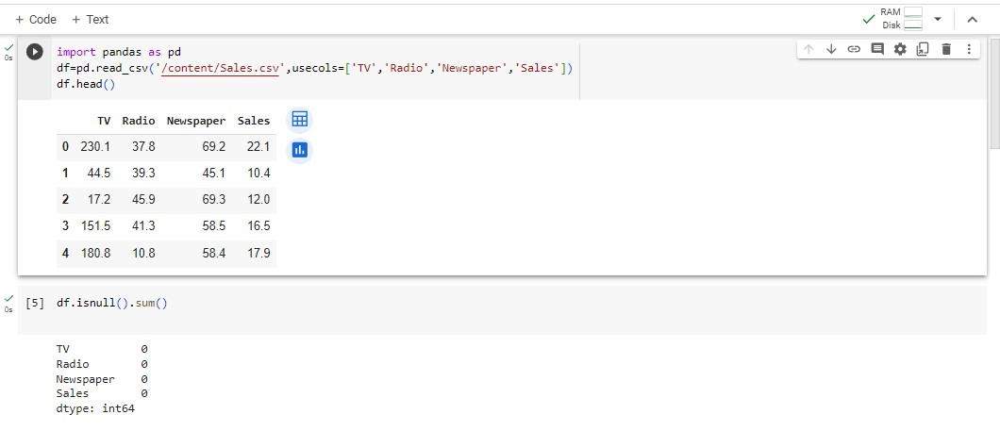 + Code + Text
RAM
Disk
0s
import pandas as pd
df=pd.read_csv('/content/Sales.csv',usecols=['TV','Radio','Newspaper','Sales'])
df.head()
TV Radio Newspaper Sales
0 230.1 37.8 69.2 22.1
1 44.5 39.3 45.1 10.4
2 17.2 45.9 69.3 12.0
3 151.5 41.3 58.5 16.5
4 180.8 10.8 58.4 17.9
0s
[5] df.isnull().sum()
TV 0
Radio 0
Newspaper 0
Sales 0
dtype: int64